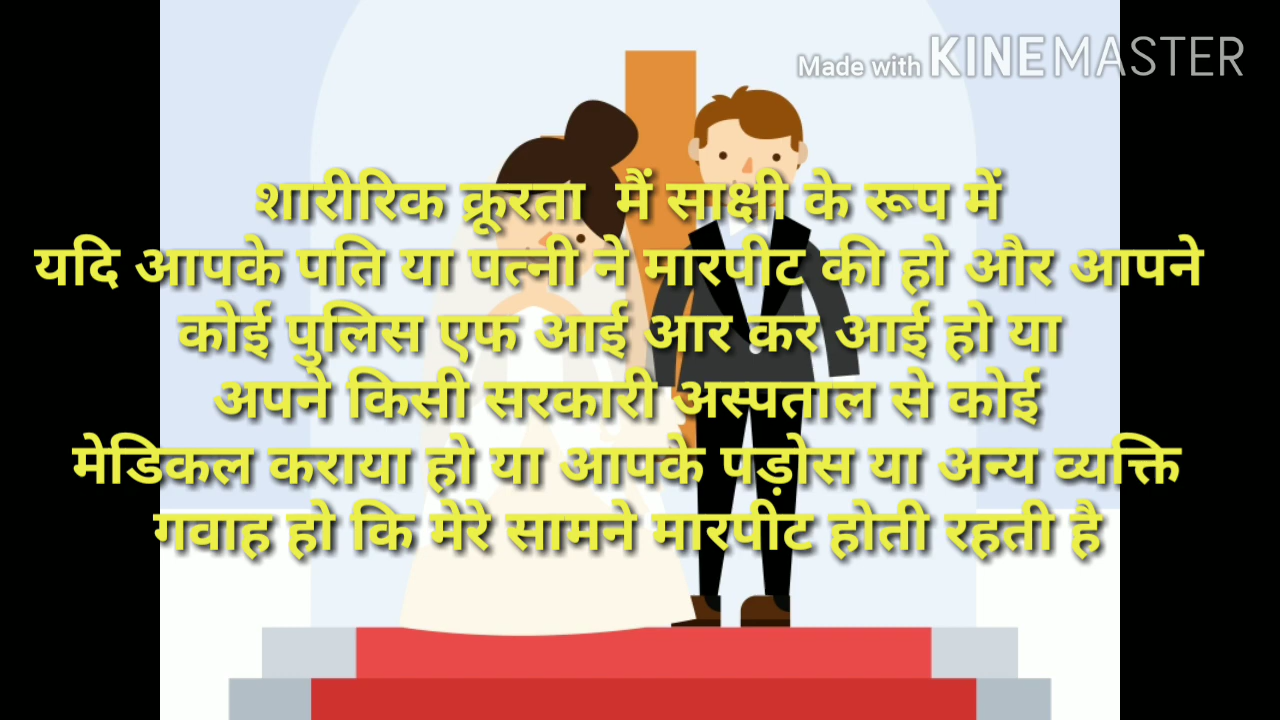 Made with KINEMASTER
शारीरिक क्रूरता मैं साक्षी के रूप में
यदि आपके पति या पत्नी ने मारपीट की हो और आपने
कोई पुलिस एफ आई आर कर आई हो या
अपने किसी सरकारी अस्पताल से कोई
मेडिकल कराया हो या आपके पड़ोस या अन्य व्यक्ति
गवाह हो कि मेरे सामने मारपीट होती रहती है